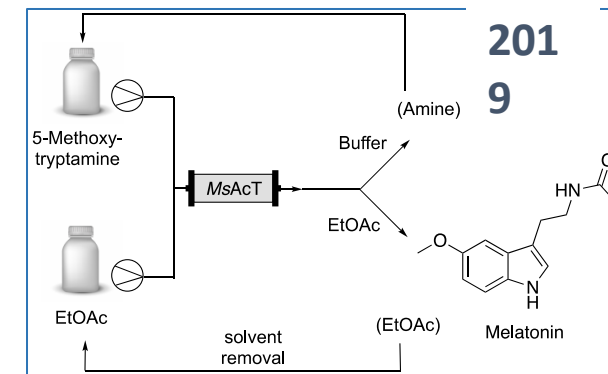 201
9
(Amine)
5-Methoxy-
tryptamine
Buffer
MsAcT
EtOAc
EtOAc
(EtOAc)
solvent
removal
O
HN
O
N
H
Melatonin